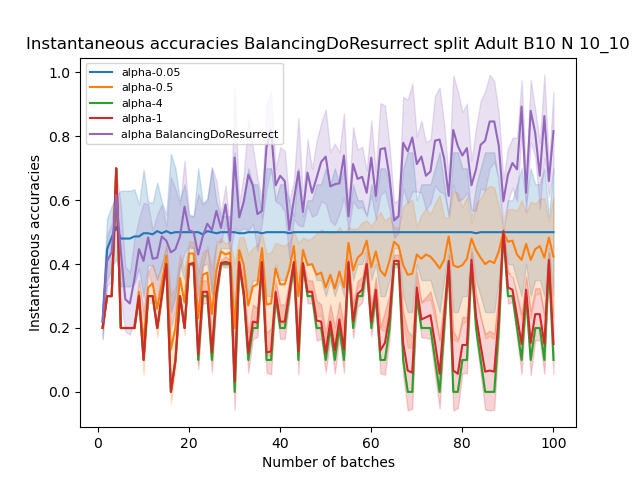 Instantaneous accuracies BalancingDoResurrect split Adult B10 N 10_10
1.0
0.8
0.6
0.4
0.2
0.0
Instantaneous accuracies
alpha-0.05
alpha-0.5
alpha-4
alpha-1
alpha BalancingDoResurrect
0
20
40
60
80
100
Number of batches